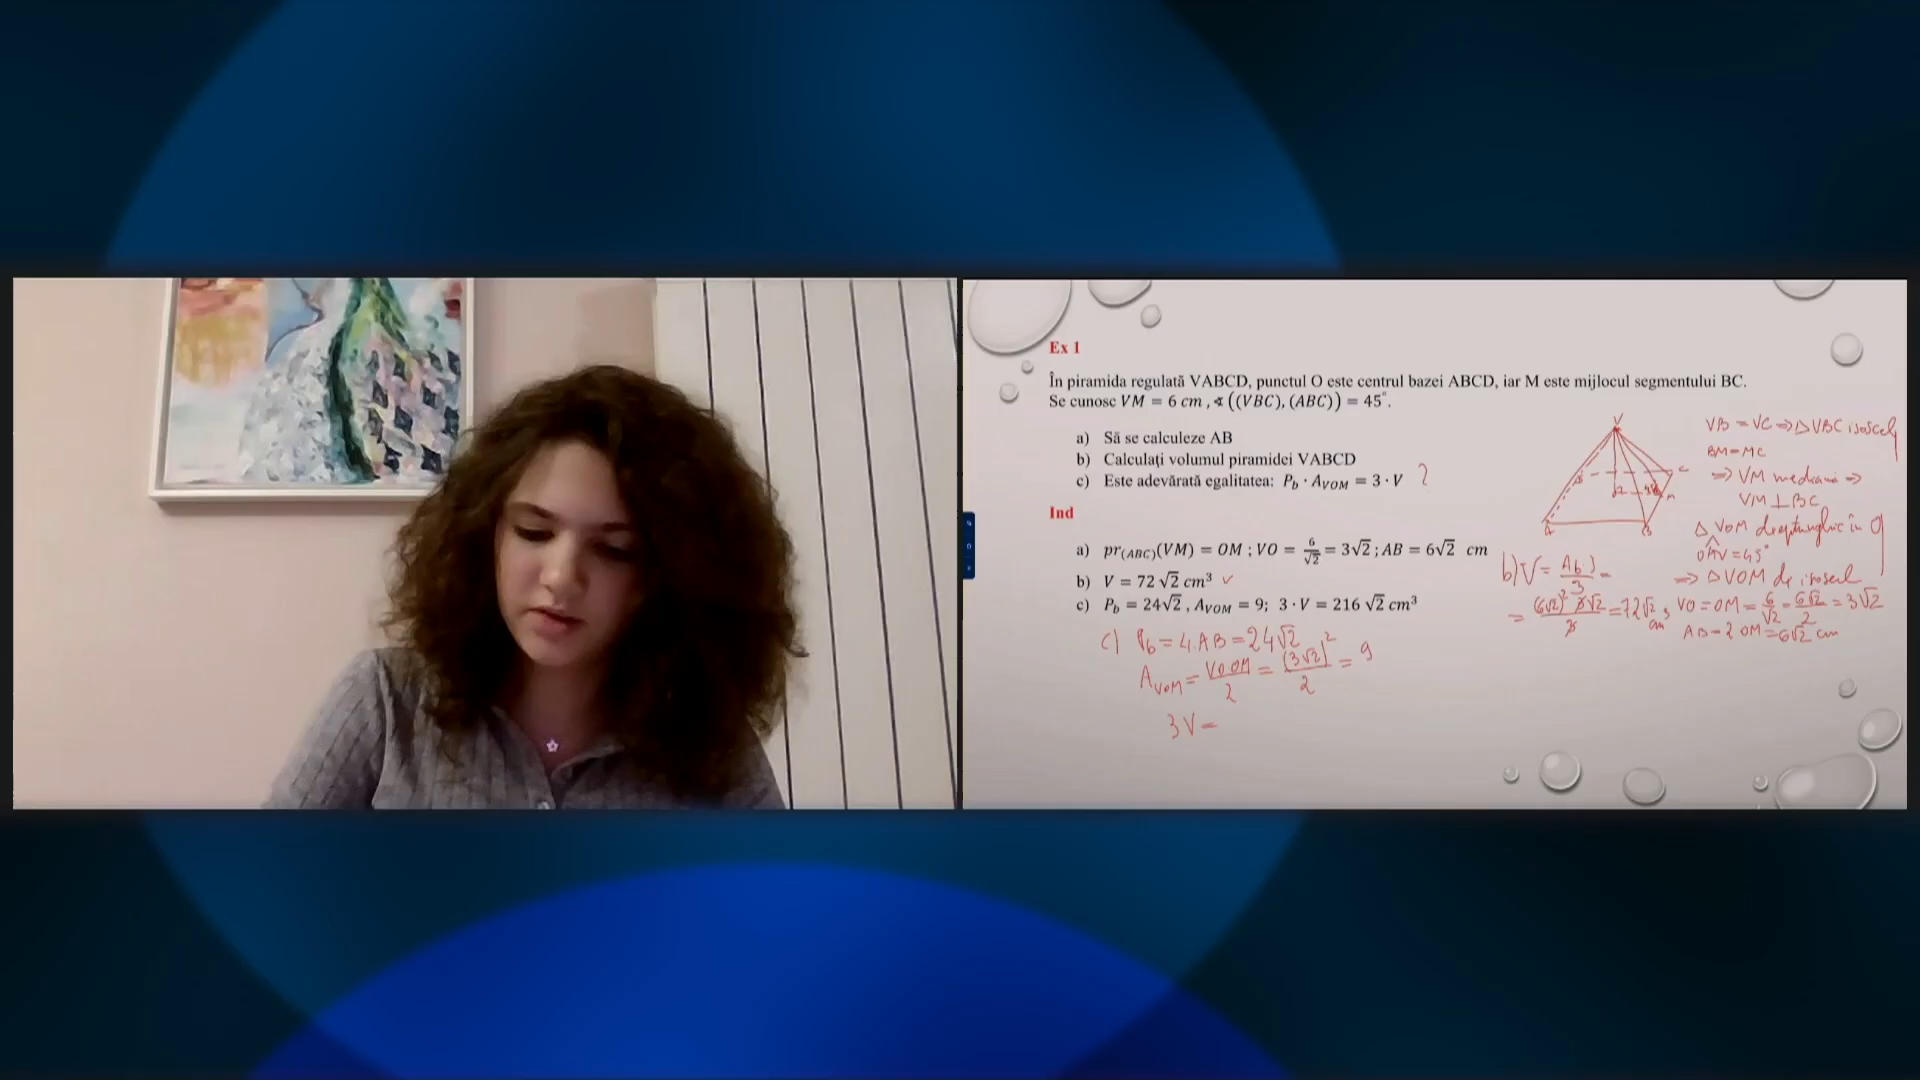 Ex 1
În piramida regulată VABCD, punctul O este centrul bazei ABCD, iar M este mijlocul segmentului BC.
Se cunosc VM = 6 cm , ∢ ((VBC), (ABC)) = 45°.
a) Să se calculeze AB
b) Calculaţi volumul piramidei VABCD
c) Este adevărată egalitatea: P_b · A_VOM = 3 · V ?
Ind
a) pr_(ABC)(VM) = OM ; VO = 6/√2 = 3√2 ; AB = 6√2 cm
b) V = 72 √2 cm³ ✓
c) P_b = 24√2 , A_VOM = 9; 3 · V = 216 √2 cm³
c) P_b = 4·AB = 24√2
A_VOM = VO·OM/2 = (3√2)²/2 = 9
3V =
V
C
M
A
B
VB = VC ⇒ △VBC isoscel
BM = MC
⇒ VM mediană ⇒
VM ⊥ BC
△ VOM dreptunghic în O
OMV = 45°
⇒ △VOM dr isoscel
VO = OM = 6/√2 = 6√2/2 = 3√2
AB = 2 OM = 6√2 cm
b) V = Ab·h/3 =
= (6√2)²·3√2/3 = 72√2 cm³